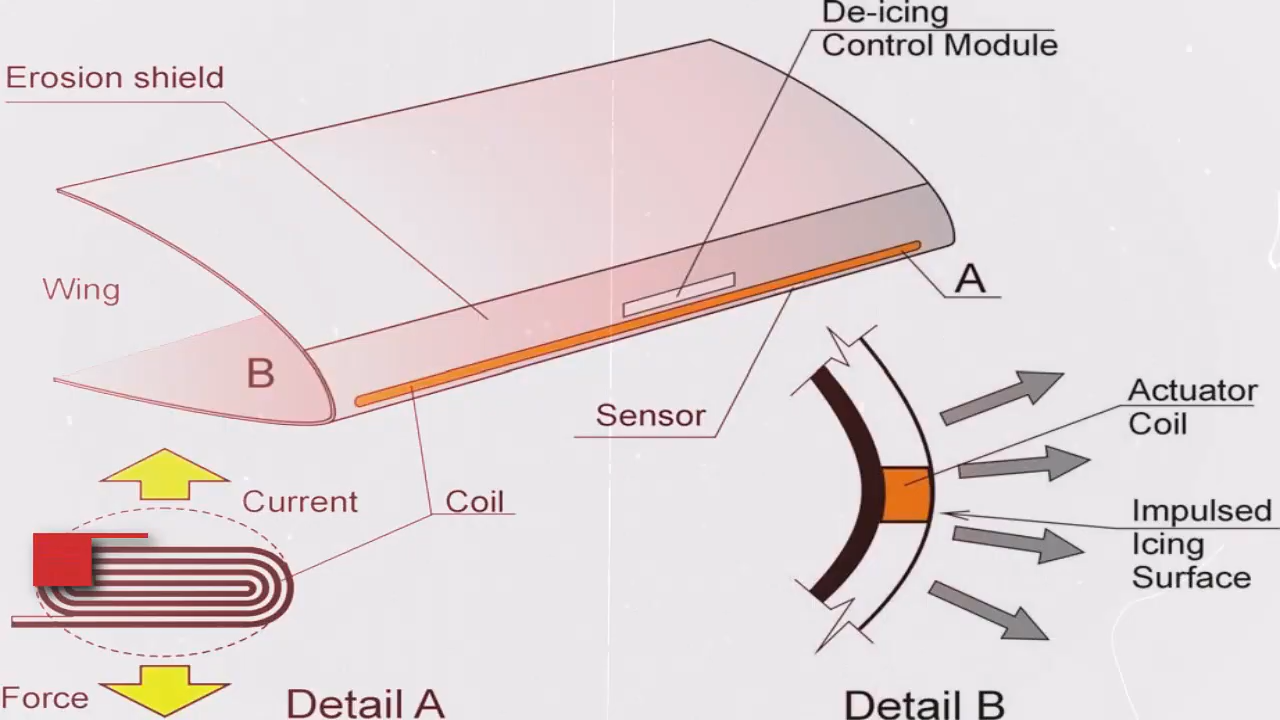 De-icing
Control Module
Erosion shield
Wing
A
B
Sensor
Actuator
Coil
Current
Coil
Impulsed
Icing
Surface
Force
Detail A
Detail B